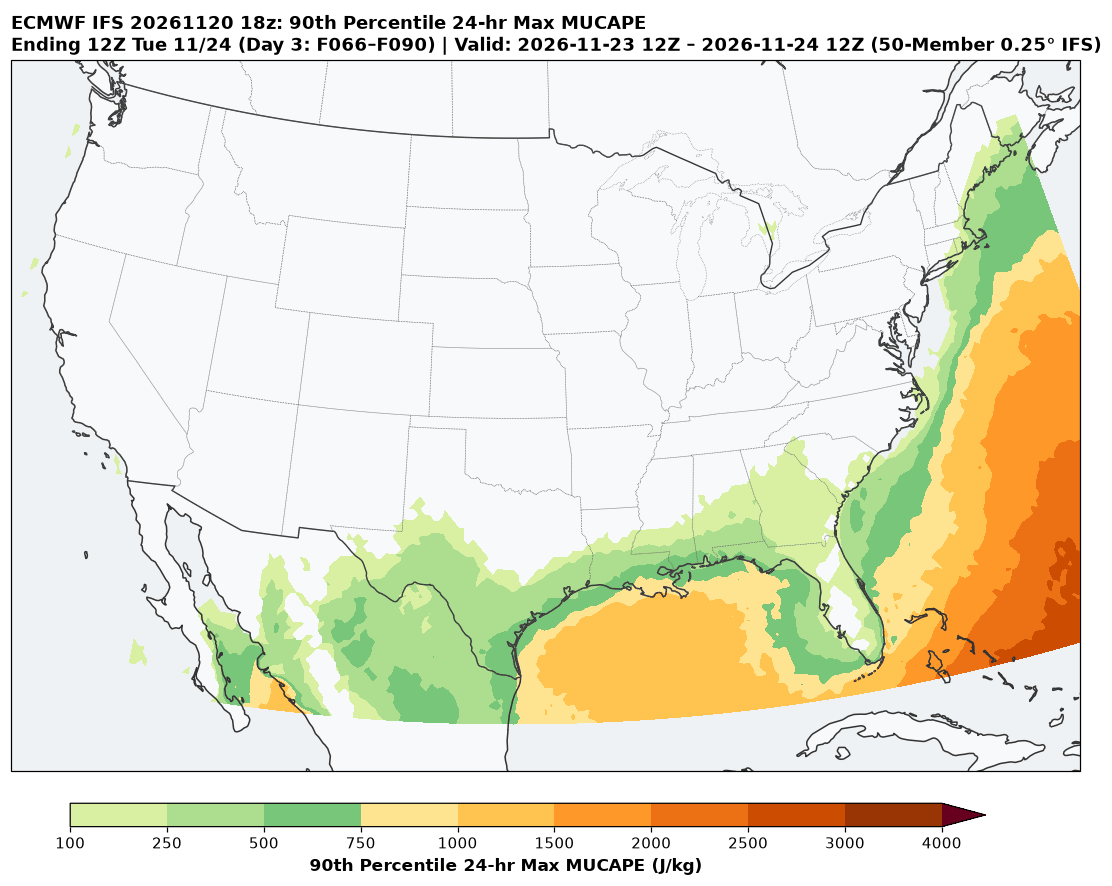 ECMWF IFS 20261120 18z: 90th Percentile 24-hr Max MUCAPE
Ending 12Z Tue 11/24 (Day 3: F066–F090) | Valid: 2026-11-23 12Z – 2026-11-24 12Z (50-Member 0.25° IFS)
100 250 500 750 1000 1500 2000 2500 3000 4000
90th Percentile 24-hr Max MUCAPE (J/kg)